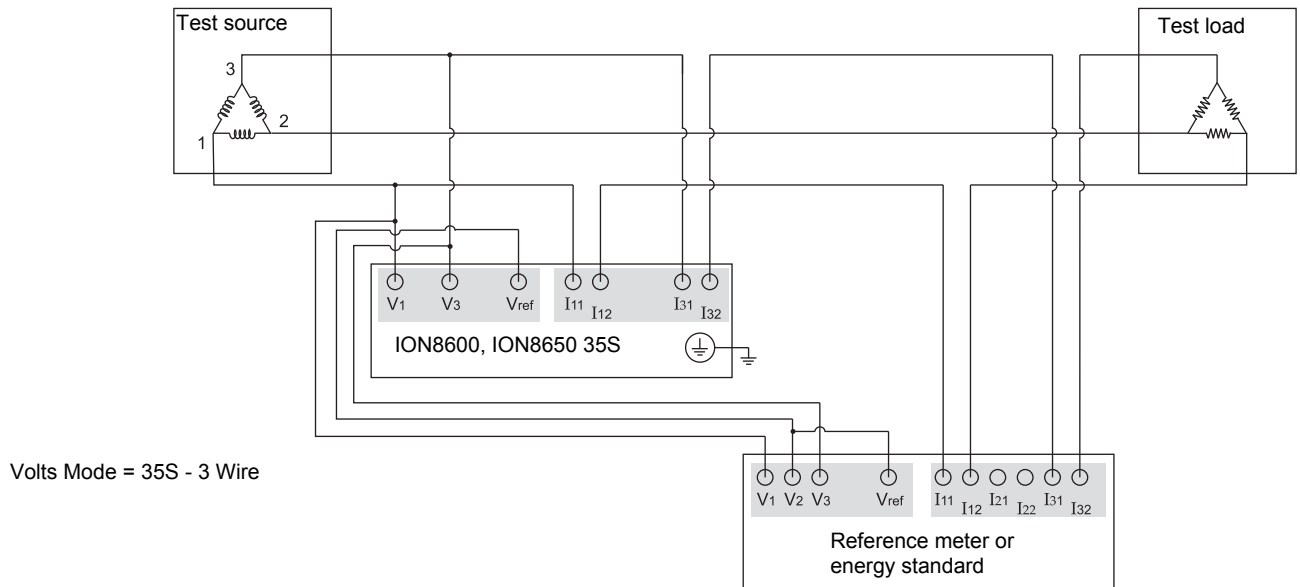 Test source
Test load
3
2
1
V1 V3 Vref I11 I12 I31 I32
ION8600, ION8650 35S
Volts Mode = 35S - 3 Wire
V1 V2 V3 Vref I11 I12 I21 I22 I31 I32
Reference meter or
energy standard